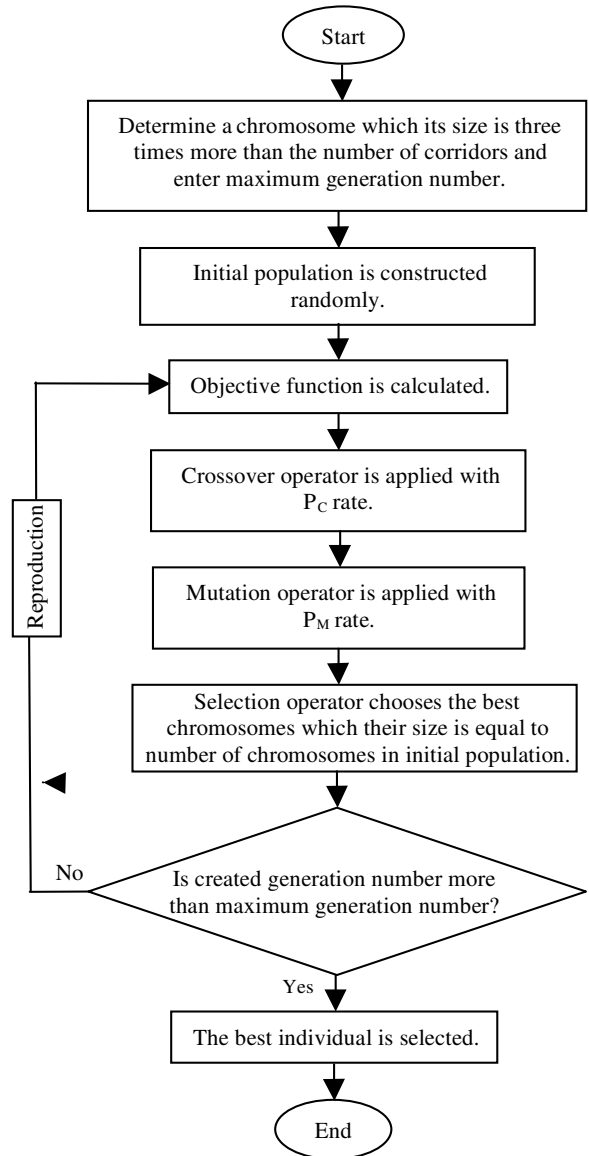 Start
Determine a chromosome which its size is three
times more than the number of corridors and
enter maximum generation number.
Initial population is constructed
randomly.
Objective function is calculated.
Crossover operator is applied with
P_C rate.
Mutation operator is applied with
P_M rate.
Reproduction
Selection operator chooses the best
chromosomes which their size is equal to
number of chromosomes in initial population.
Is created generation number more
than maximum generation number?
No
Yes
The best individual is selected.
End